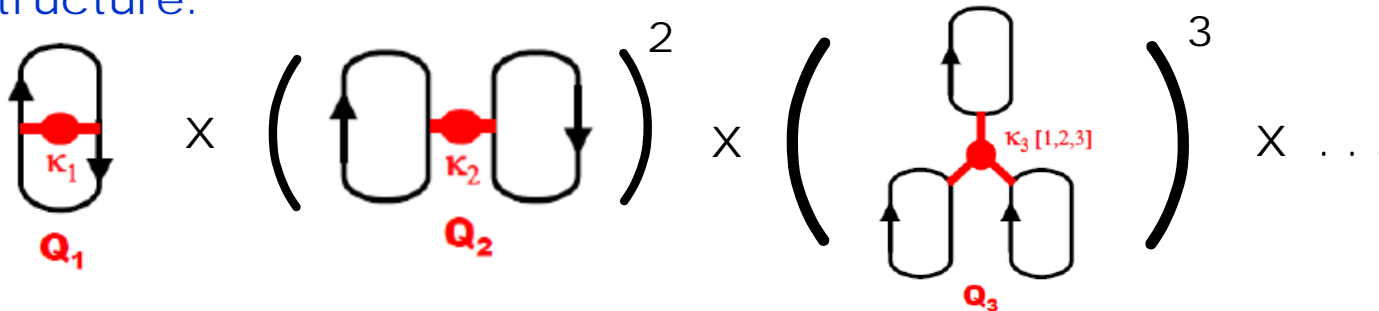 tructure:
2
3
X
X
X . . .
κ₁
κ₂
κ₃ [1,2,3]
Q₁
Q₂
Q₃